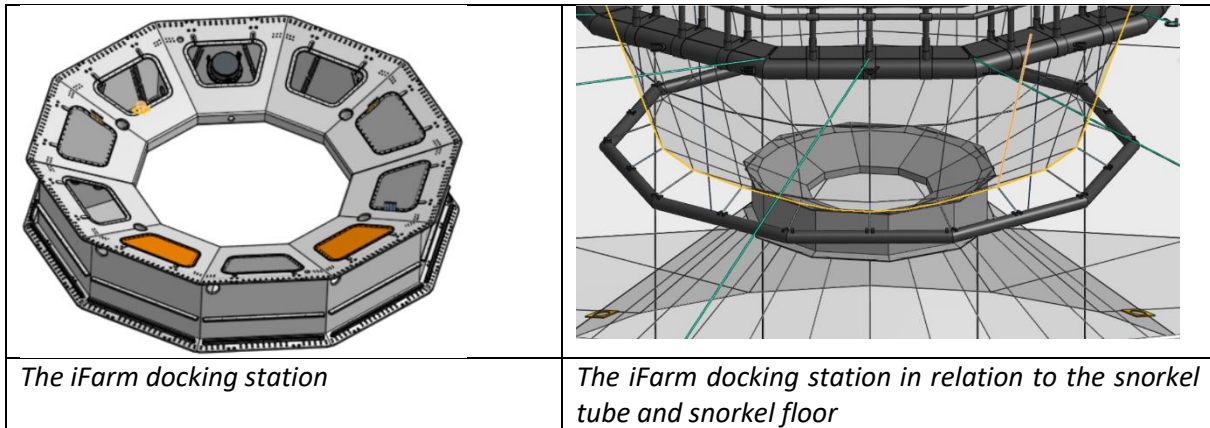 The iFarm docking station
The iFarm docking station in relation to the snorkel
tube and snorkel floor